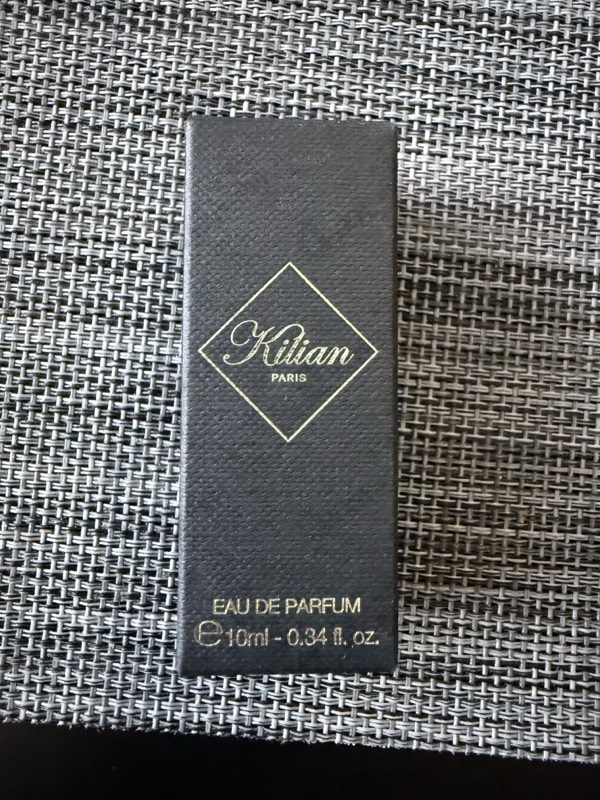 Kilian
PARIS
EAU DE PARFUM
℮ 10ml - 0.34 fl. oz.